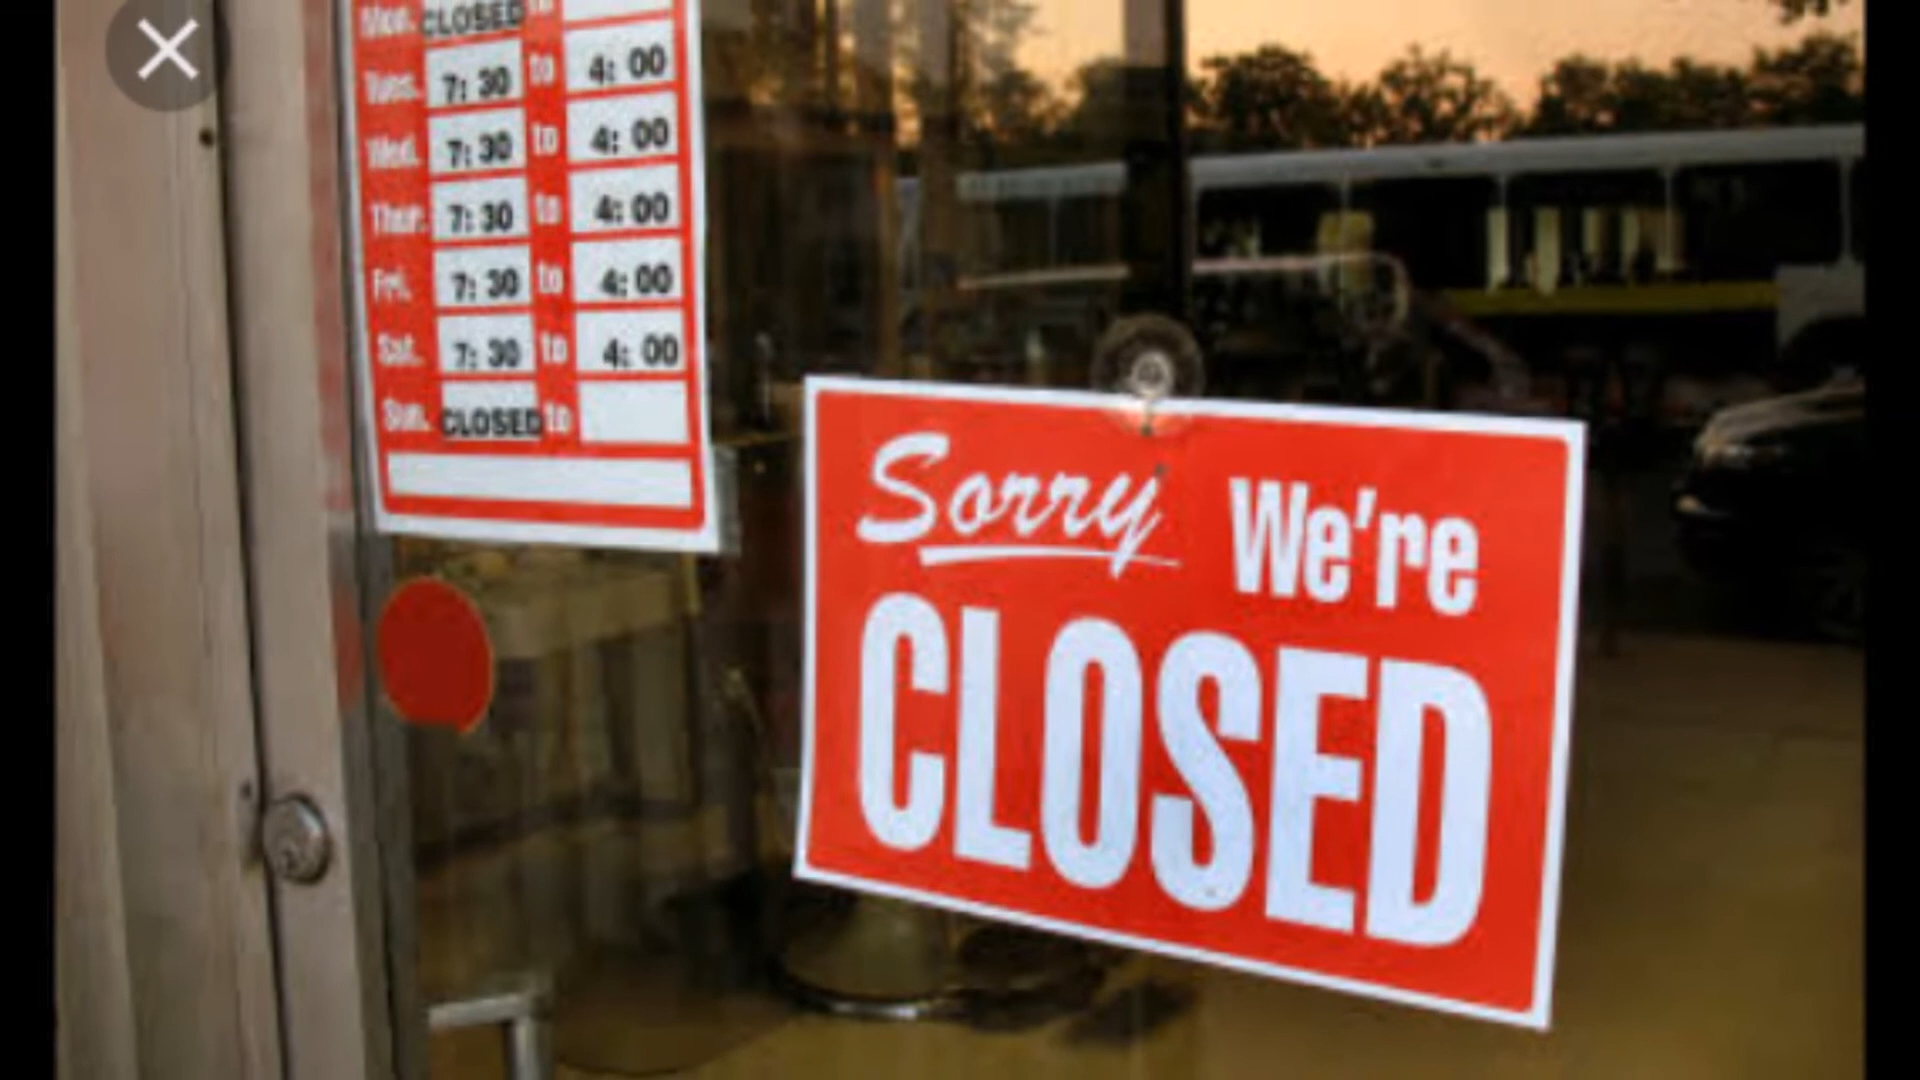 Mon. CLOSED to
Tues. 7:30 to 4:00
Wed. 7:30 to 4:00
Thur. 7:30 to 4:00
Fri. 7:30 to 4:00
Sat. 7:30 to 4:00
Sun. CLOSED to
Sorry We're
CLOSED